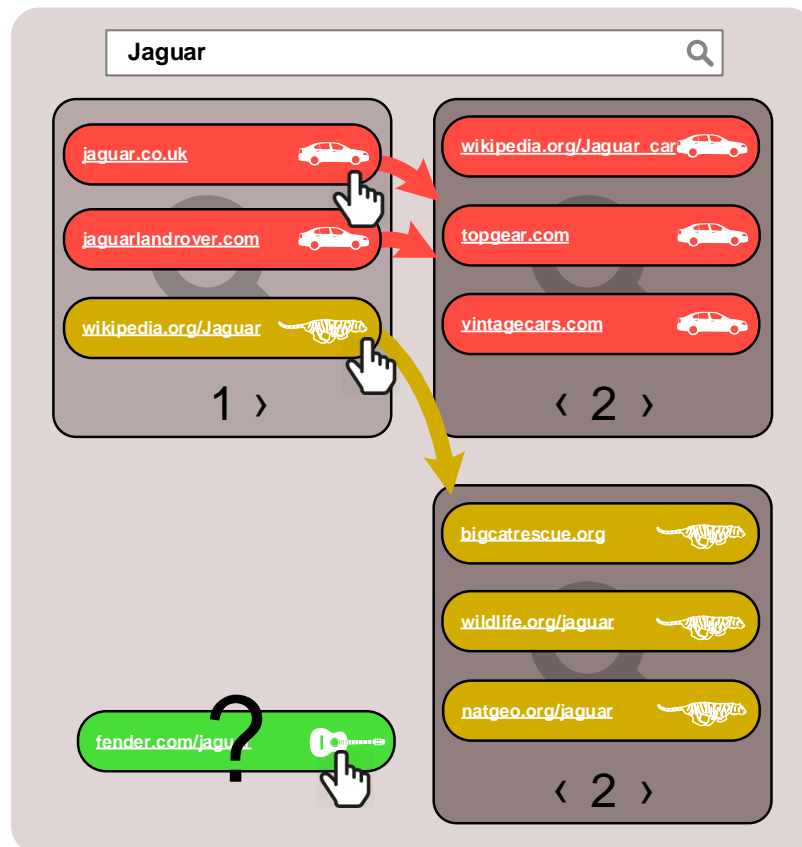 Jaguar
jaguar.co.uk
jaguarlandrover.com
wikipedia.org/Jaguar
1 ›
wikipedia.org/Jaguar_car
topgear.com
vintagecars.com
‹ 2 ›
bigcatrescue.org
wildlife.org/jaguar
natgeo.org/jaguar
‹ 2 ›
fender.com/jaguar
?